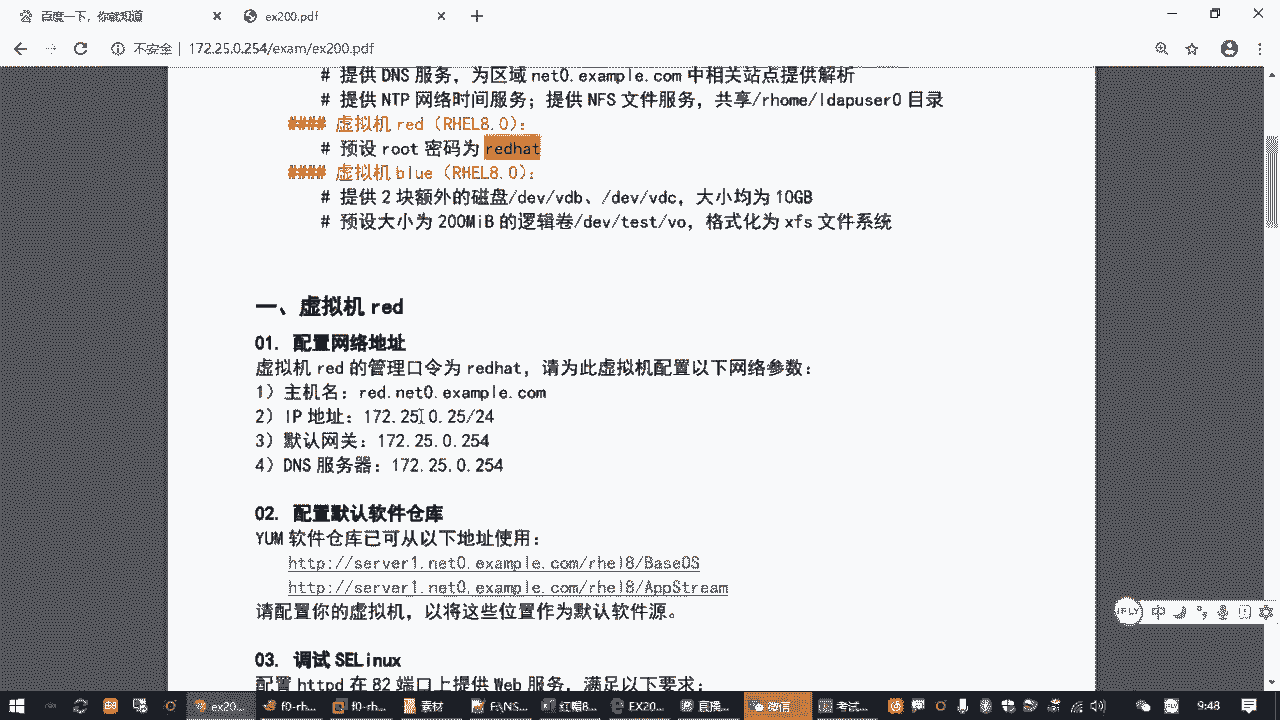 百度一下，你就知道
ex200.pdf
不安全 | 172.25.0.254/exam/ex200.pdf
# 提供 DNS 服务，为区域 net0.example.com 中相关站点提供解析
# 提供 NTP 网络时间服务；提供 NFS 文件服务，共享/rhome/ldapuser0 目录
#### 虚拟机 red（RHEL8.0）：
# 预设 root 密码为 redhat
#### 虚拟机 blue（RHEL8.0）：
# 提供 2 块额外的磁盘/dev/vdb、/dev/vdc，大小均为 10GB
# 预设大小为 200MiB 的逻辑卷/dev/test/vo，格式化为 xfs 文件系统
一、虚拟机 red
01. 配置网络地址
虚拟机 red 的管理口令为 redhat，请为此虚拟机配置以下网络参数：
1）主机名：red.net0.example.com
2）IP 地址：172.25.0.25/24
3）默认网关：172.25.0.254
4）DNS 服务器：172.25.0.254
02. 配置默认软件仓库
YUM 软件仓库已可从以下地址使用：
http://server1.net0.example.com/rhel8/BaseOS
http://server1.net0.example.com/rhel8/AppStream
请配置你的虚拟机，以将这些位置作为默认软件源。
03. 调试 SELinux
配置 httpd 在 82 端口上提供 Web 服务，满足以下要求：
iFLY 中
ex20... f0-rh... f0-rh... 素材 红帽8... EX20... 直播... 微信 考试... 9:48